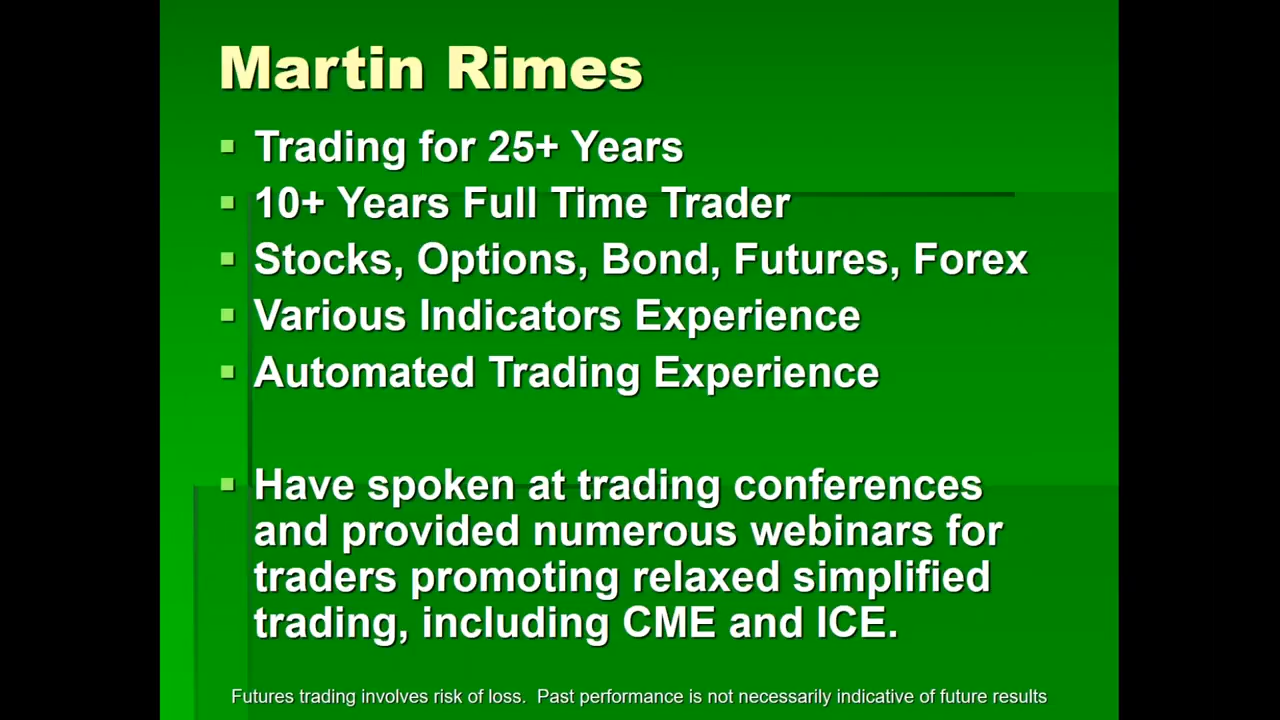 Martin Rimes
▪ Trading for 25+ Years
▪ 10+ Years Full Time Trader
▪ Stocks, Options, Bond, Futures, Forex
▪ Various Indicators Experience
▪ Automated Trading Experience
▪ Have spoken at trading conferences
and provided numerous webinars for
traders promoting relaxed simplified
trading, including CME and ICE.
Futures trading involves risk of loss.  Past performance is not necessarily indicative of future results